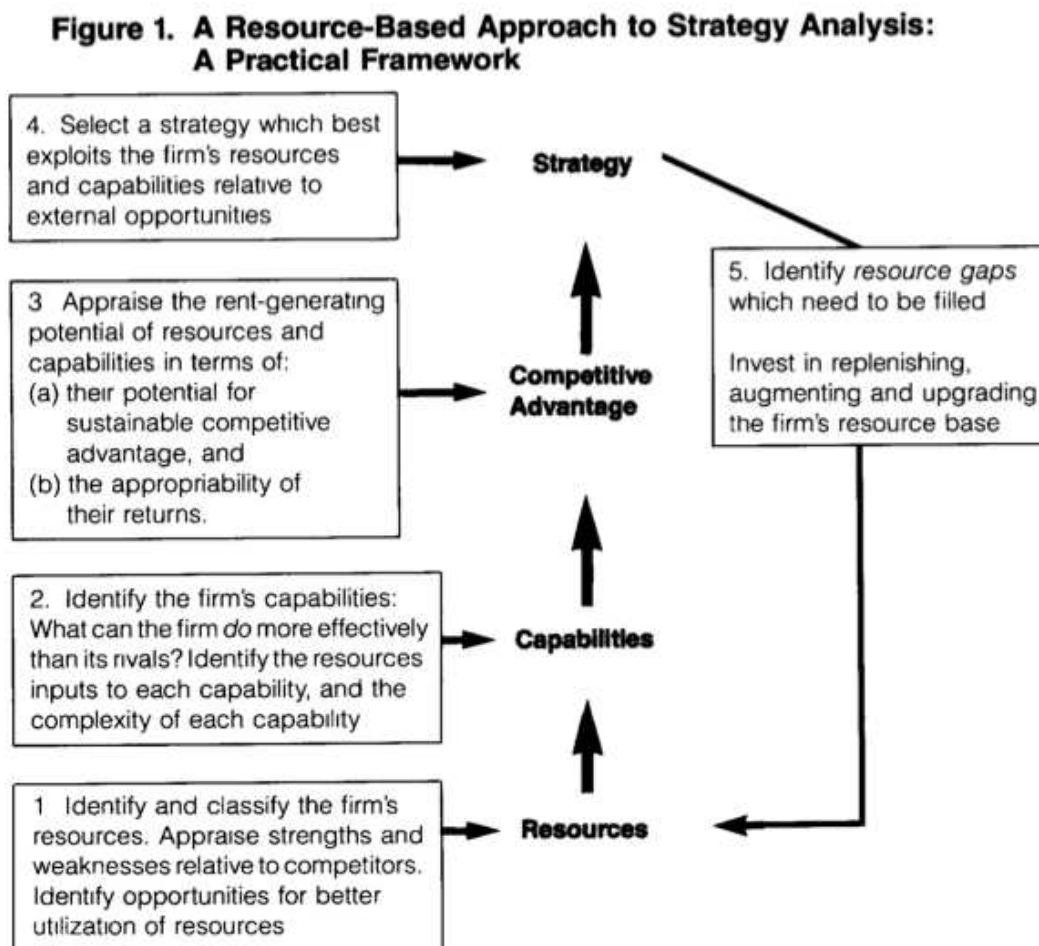 Figure 1. A Resource-Based Approach to Strategy Analysis:
A Practical Framework
4. Select a strategy which best
exploits the firm's resources
and capabilities relative to
external opportunities
Strategy
5. Identify resource gaps
which need to be filled
Invest in replenishing,
augmenting and upgrading
the firm's resource base
3 Appraise the rent-generating
potential of resources and
capabilities in terms of:
(a) their potential for
sustainable competitive
advantage, and
(b) the appropriability of
their returns.
Competitive
Advantage
2. Identify the firm's capabilities:
What can the firm do more effectively
than its rivals? Identify the resources
inputs to each capability, and the
complexity of each capability
Capabilities
1 Identify and classify the firm's
resources. Appraise strengths and
weaknesses relative to competitors.
Identify opportunities for better
utilization of resources
Resources